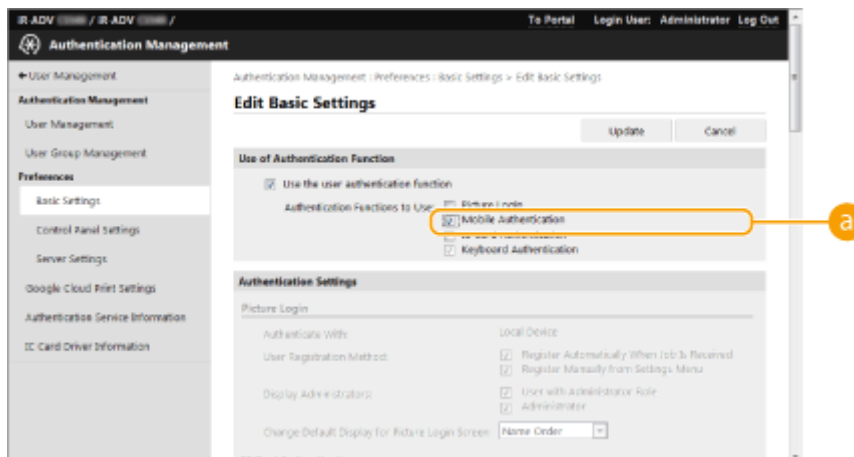 iR-ADV / iR-ADV /
To Portal Login User: Administrator Log Out
Authentication Management
User Management
Authentication Management
User Management
User Group Management
Preferences
Basic Settings
Control Panel Settings
Server Settings
Google Cloud Print Settings
Authentication Service Information
IC Card Driver Information
Authentication Management : Preferences : Basic Settings > Edit Basic Settings
Edit Basic Settings
Update Cancel
Use of Authentication Function
Use the user authentication function
Authentication Functions to Use: Picture Login
Mobile Authentication
a
Keyboard Authentication
Authentication Settings
Picture Login
Authenticate With: Local Device
User Registration Method: Register Automatically When Job Is Received
Register Manually from Settings Menu
Display Administrators: User with Administrator Role
Administrator
Change Default Display for Picture Login Screen: Name Order